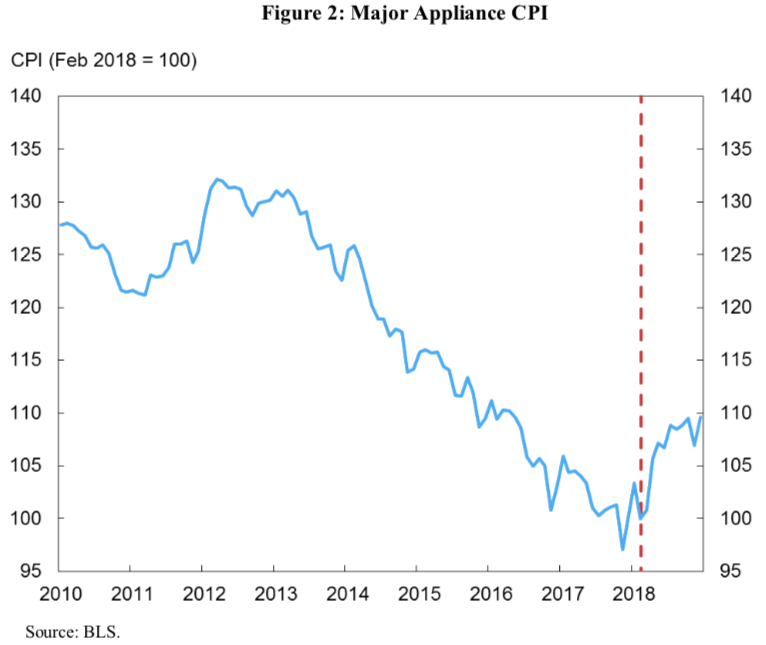 Figure 2: Major Appliance CPI
CPI (Feb 2018 = 100)
140 140
135 135
130 130
125 125
120 120
115 115
110 110
105 105
100 100
95 95
2010 2011 2012 2013 2014 2015 2016 2017 2018
Source: BLS.